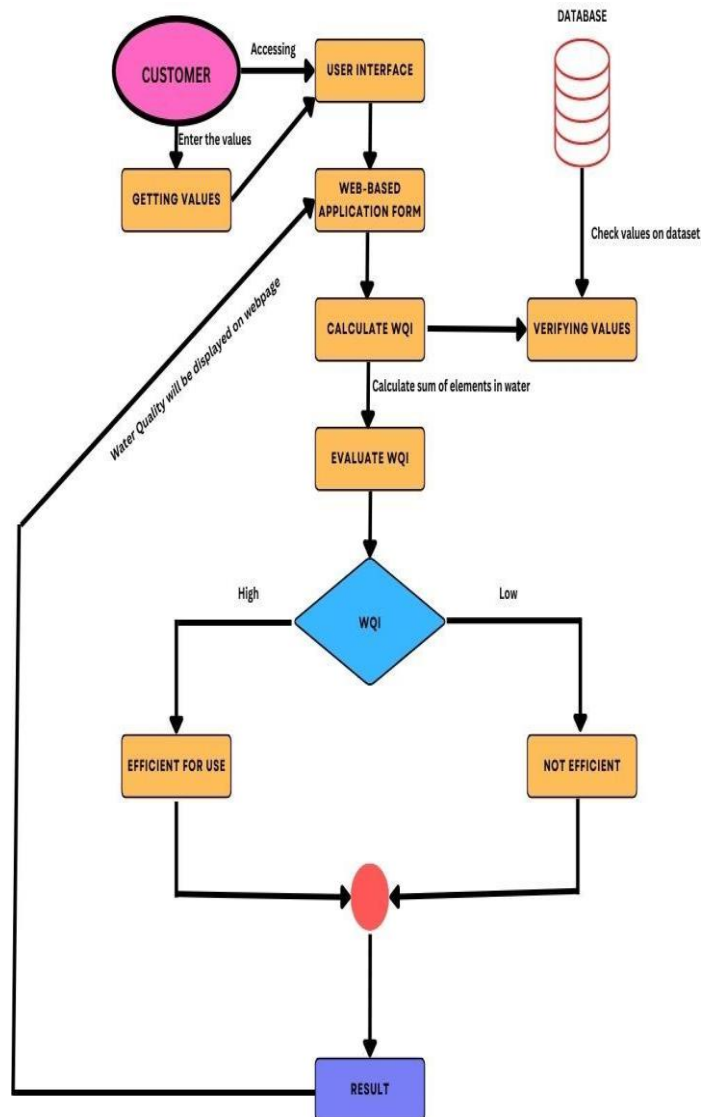 DATABASE
Accessing
CUSTOMER
USER INTERFACE
Enter the values
GETTING VALUES
WEB-BASED
APPLICATION FORM
Check values on dataset
Water Quality will be displayed on webpage
CALCULATE WQI
VERIFYING VALUES
Calculate sum of elements in water
EVALUATE WQI
High
Low
WQI
EFFICIENT FOR USE
NOT EFFICIENT
RESULT